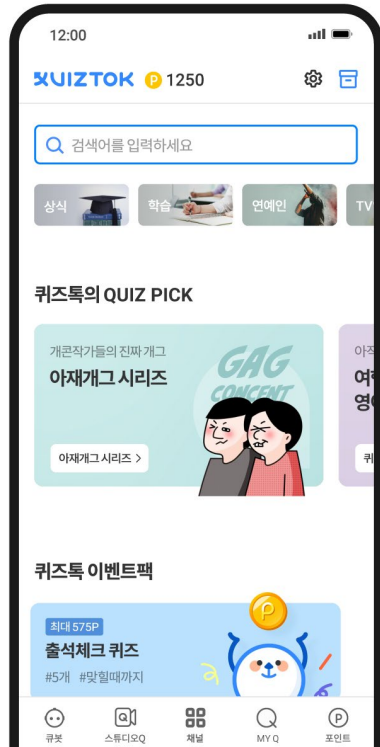 12:00
QUIZTOK P 1250
검색어를 입력하세요
상식 학습 연예인 TV
퀴즈톡의 QUIZ PICK
개콘작가들의 진짜 개그
아재개그 시리즈
GAG
CONCENT
아재개그 시리즈 >
퀴즈톡 이벤트팩
최대 575P
출석체크 퀴즈
#5개 #맞힐때까지
P
큐봇 스튜디오Q 채널 MY Q 포인트